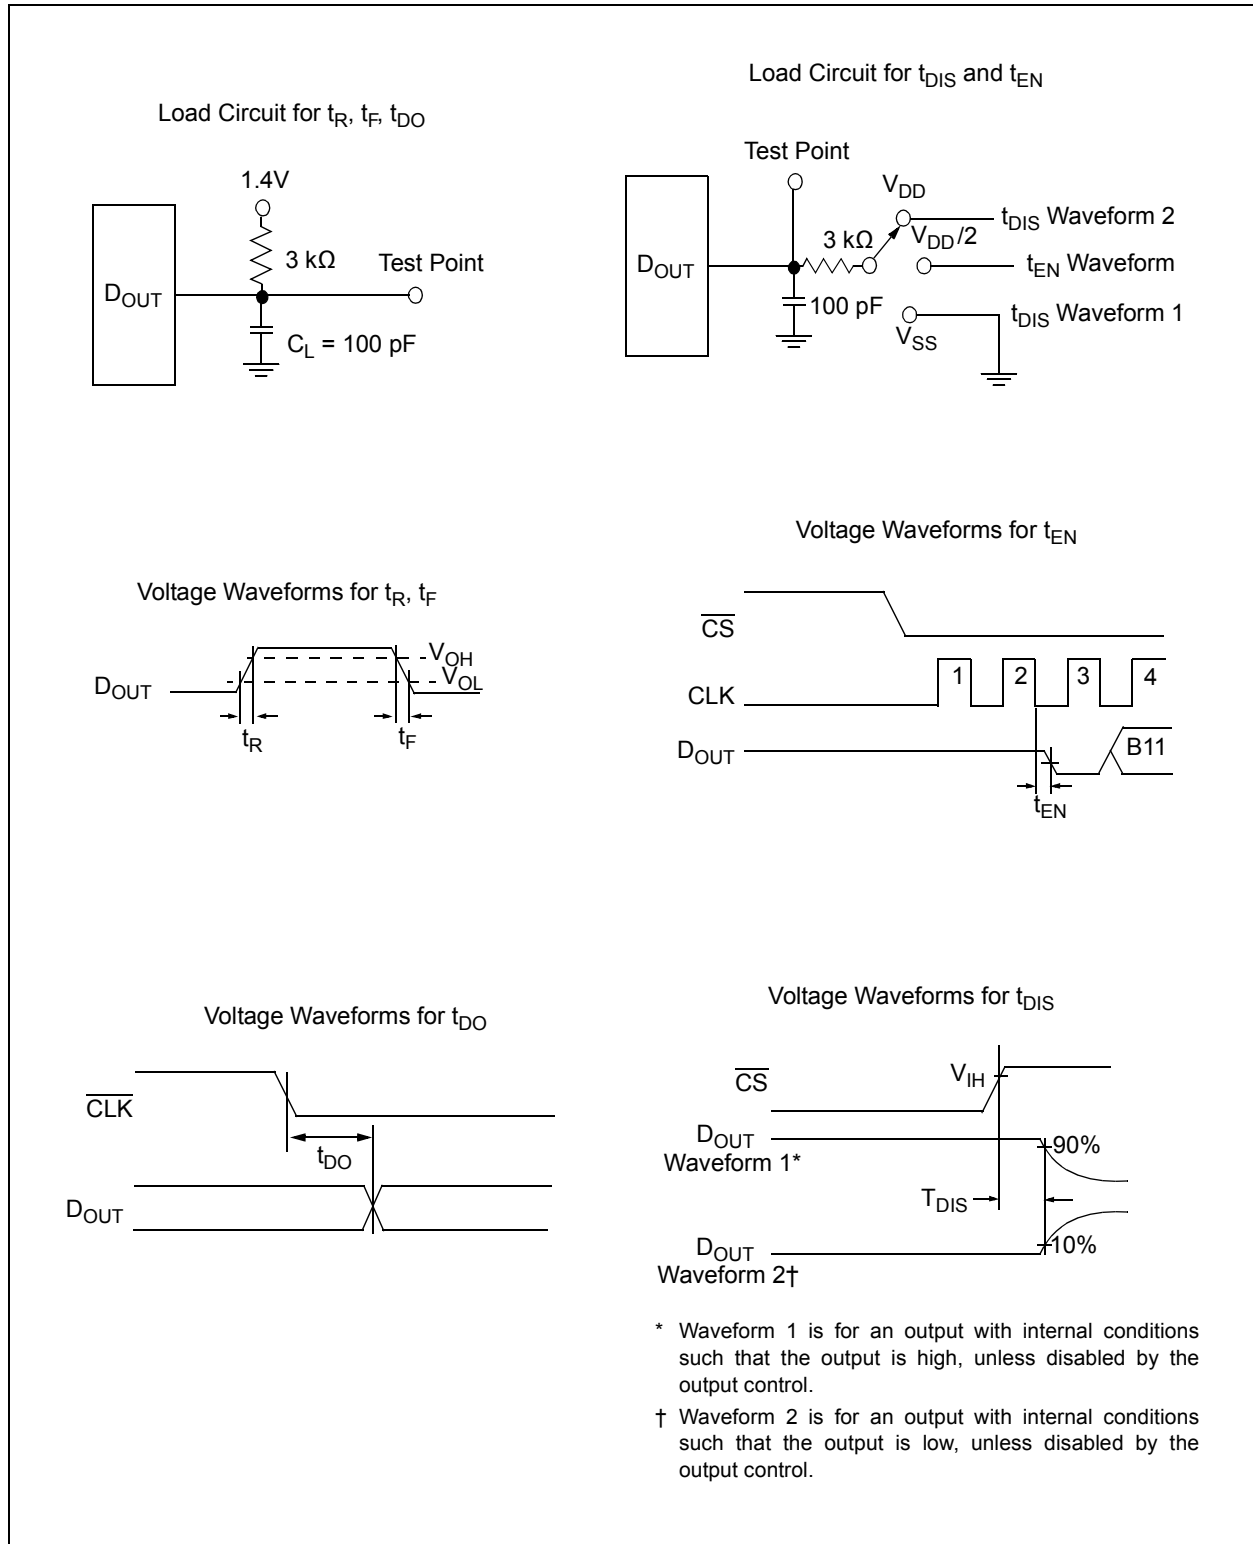 Load Circuit for tR, tF, tDO
1.4V
3 kΩ
Test Point
DOUT
CL = 100 pF
Load Circuit for tDIS and tEN
Test Point
VDD
tDIS Waveform 2
VDD/2
3 kΩ
DOUT
tEN Waveform
100 pF
tDIS Waveform 1
VSS
Voltage Waveforms for tR, tF
VOH
VOL
DOUT
tR
tF
Voltage Waveforms for tEN
CS
1 2 3 4
CLK
DOUT
B11
tEN
Voltage Waveforms for tDO
CLK
tDO
DOUT
Voltage Waveforms for tDIS
VIH
CS
DOUT
Waveform 1*
90%
TDIS
DOUT
10%
Waveform 2†
* Waveform 1 is for an output with internal conditions
such that the output is high, unless disabled by the
output control.
† Waveform 2 is for an output with internal conditions
such that the output is low, unless disabled by the
output control.